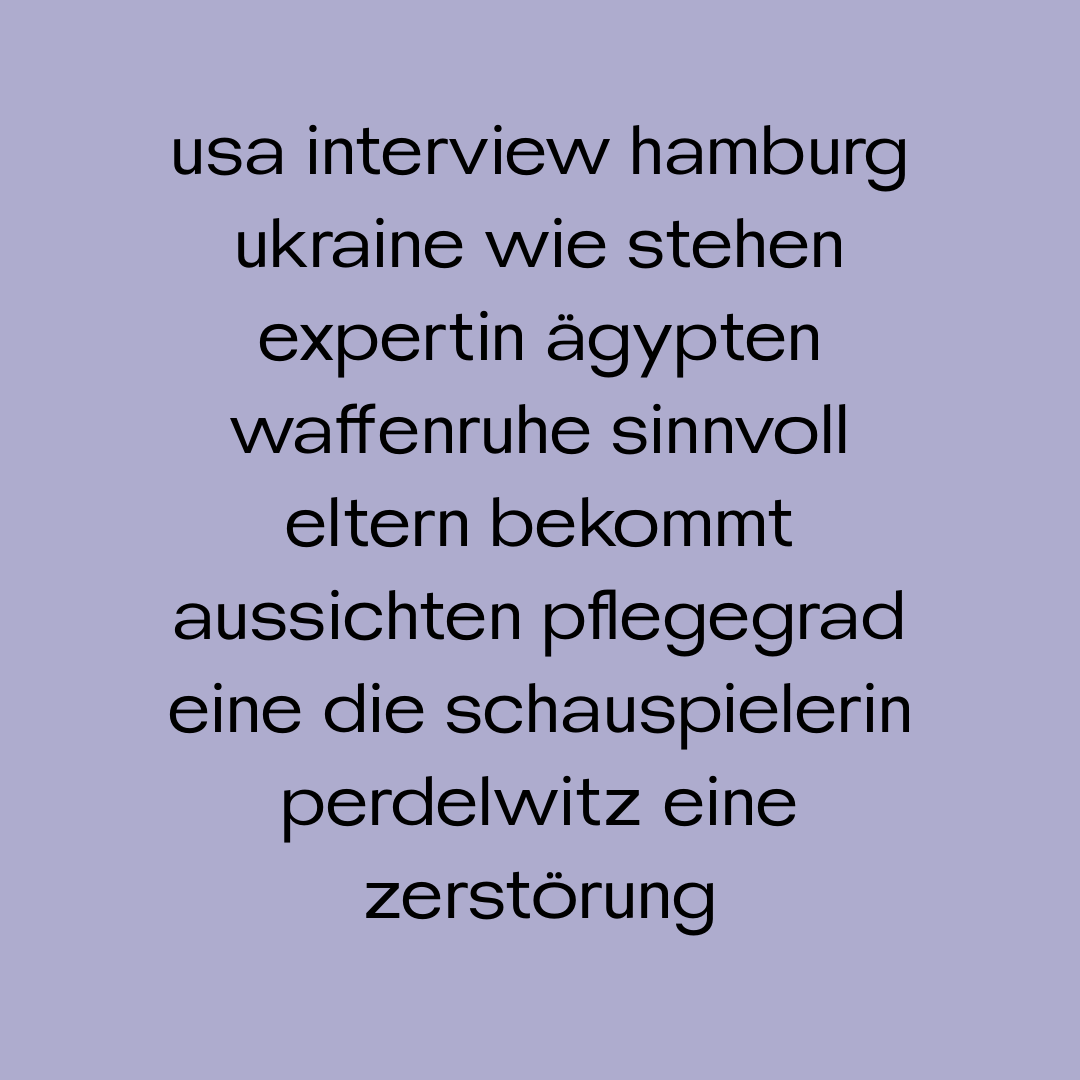 usa interview hamburg
ukraine wie stehen
expertin ägypten
waffenruhe sinnvoll
eltern bekommt
aussichten pflegegrad
eine die schauspielerin
perdelwitz eine
zerstörung